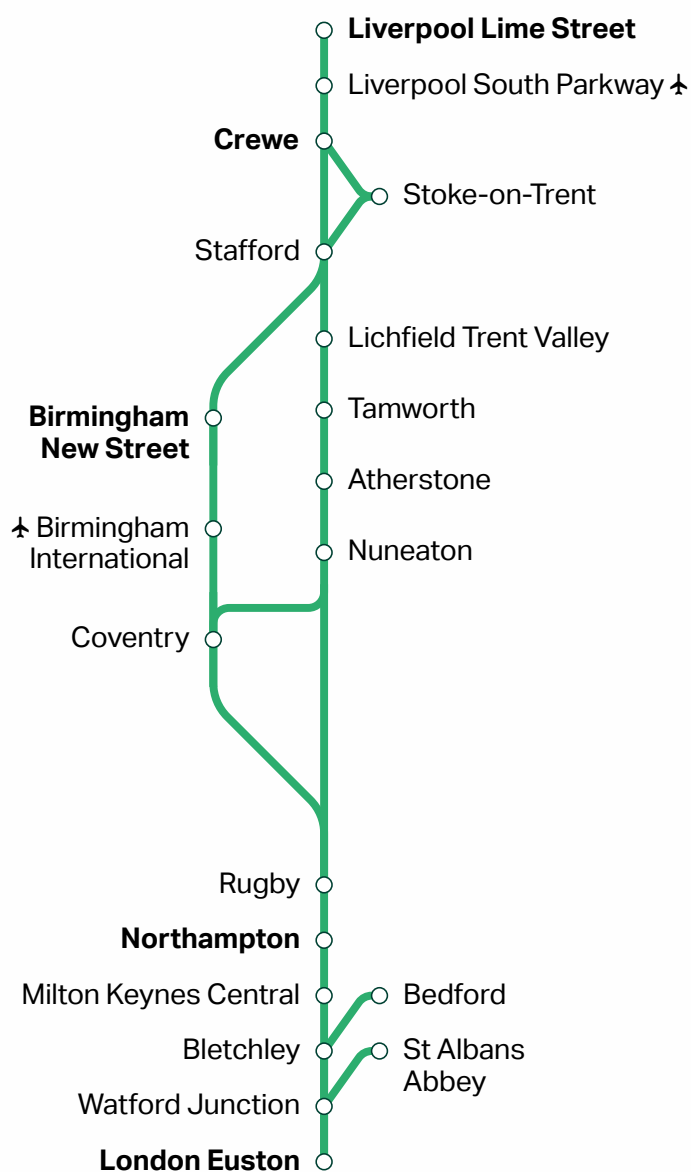 Liverpool Lime Street
Liverpool South Parkway
Crewe
Stoke-on-Trent
Stafford
Lichfield Trent Valley
Birmingham
New Street
Tamworth
Atherstone
Birmingham
International
Nuneaton
Coventry
Rugby
Northampton
Milton Keynes Central
Bedford
Bletchley
St Albans
Abbey
Watford Junction
London Euston